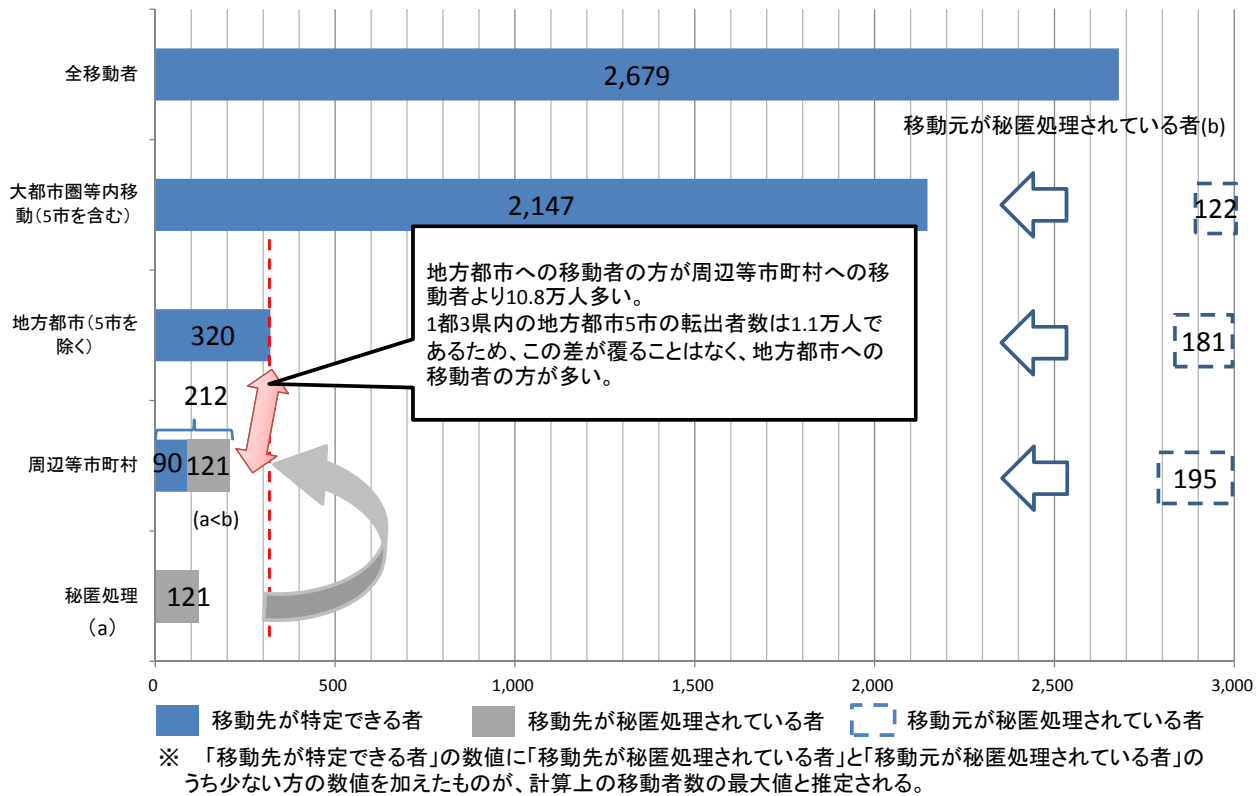 全移動者
2,679
移動元が秘匿処理されている者(b)
大都市圏等内移
動(5市を含む)
2,147
122
地方都市への移動者の方が周辺等市町村への移
動者より10.8万人多い。
1都3県内の地方都市5市の転出者数は1.1万人で
あるため、この差が覆ることはなく、地方都市への
移動者の方が多い。
地方都市(5市を
除く)
320
181
212
周辺等市町村
90
121
195
(a<b)
秘匿処理
(a)
121
0
500
1,000
1,500
2,000
2,500
3,000
移動先が特定できる者
移動先が秘匿処理されている者
移動元が秘匿処理されている者
※ 「移動先が特定できる者」の数値に「移動先が秘匿処理されている者」と「移動元が秘匿処理されている者」の
うち少ない方の数値を加えたものが、計算上の移動者数の最大値と推定される。